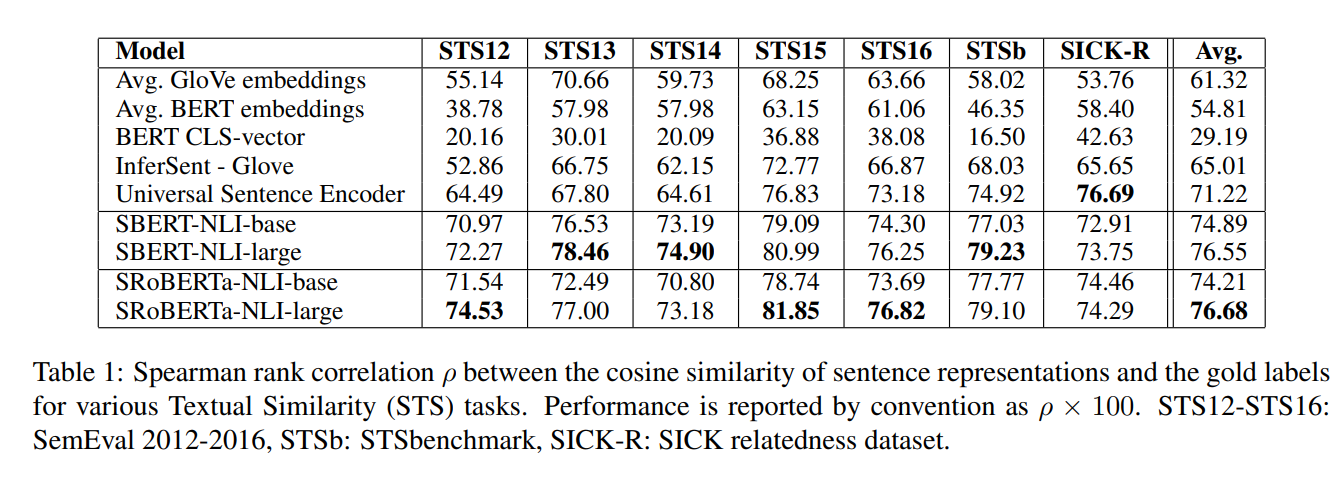 Model STS12 STS13 STS14 STS15 STS16 STSb SICK-R Avg.
Avg. GloVe embeddings 55.14 70.66 59.73 68.25 63.66 58.02 53.76 61.32
Avg. BERT embeddings 38.78 57.98 57.98 63.15 61.06 46.35 58.40 54.81
BERT CLS-vector 20.16 30.01 20.09 36.88 38.08 16.50 42.63 29.19
InferSent - Glove 52.86 66.75 62.15 72.77 66.87 68.03 65.65 65.01
Universal Sentence Encoder 64.49 67.80 64.61 76.83 73.18 74.92 76.69 71.22
SBERT-NLI-base 70.97 76.53 73.19 79.09 74.30 77.03 72.91 74.89
SBERT-NLI-large 72.27 78.46 74.90 80.99 76.25 79.23 73.75 76.55
SRoBERTa-NLI-base 71.54 72.49 70.80 78.74 73.69 77.77 74.46 74.21
SRoBERTa-NLI-large 74.53 77.00 73.18 81.85 76.82 79.10 74.29 76.68
Table 1: Spearman rank correlation ρ between the cosine similarity of sentence representations and the gold labels
for various Textual Similarity (STS) tasks. Performance is reported by convention as ρ × 100. STS12-STS16:
SemEval 2012-2016, STSb: STSbenchmark, SICK-R: SICK relatedness dataset.